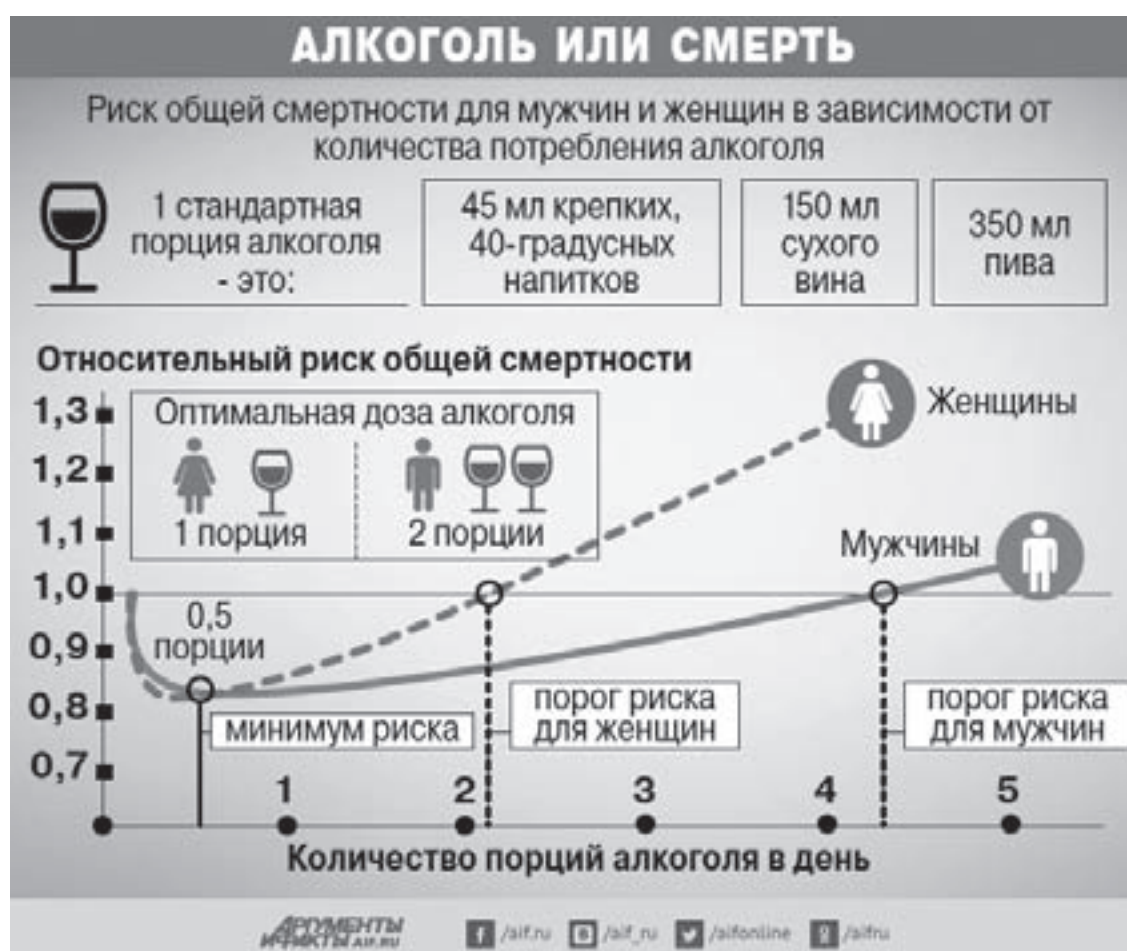 АЛКОГОЛЬ ИЛИ СМЕРТЬ
Риск общей смертности для мужчин и женщин в зависимости от
количества потребления алкоголя
1 стандартная
порция алкоголя
- это:
45 мл крепких,
40-градусных
напитков
150 мл
сухого
вина
350 мл
пива
Относительный риск общей смертности
1,3
1,2
1,1
1,0
0,9
0,8
0,7
Оптимальная доза алкоголя
1 порция
2 порции
Женщины
Мужчины
0,5
порции
минимум риска
порог риска
для женщин
порог риска
для мужчин
1 2 3 4 5
Количество порций алкоголя в день
АРГУМЕНТЫ
И ФАКТЫ AIF.RU
/aif.ru /aif_ru /aifonline /aifru